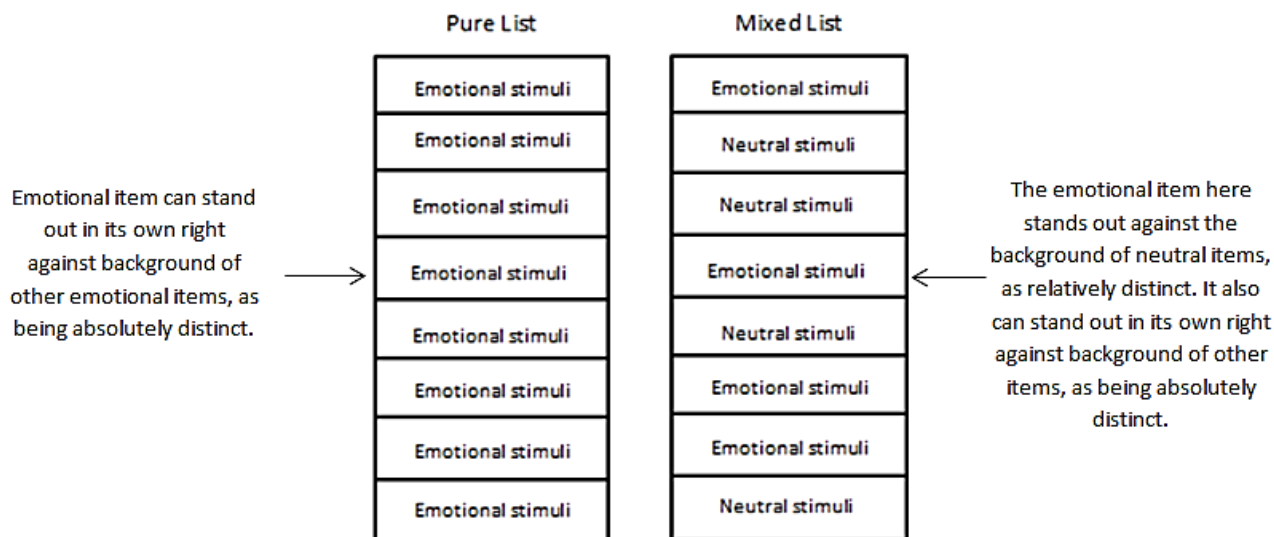 Pure List
Mixed List
Emotional item can stand
out in its own right
against background of
other emotional items, as
being absolutely distinct.
Emotional stimuli
Emotional stimuli
Emotional stimuli
Emotional stimuli
Emotional stimuli
Emotional stimuli
Emotional stimuli
Emotional stimuli
Emotional stimuli
Neutral stimuli
Neutral stimuli
Emotional stimuli
Neutral stimuli
Emotional stimuli
Emotional stimuli
Neutral stimuli
The emotional item here
stands out against the
background of neutral items,
as relatively distinct. It also
can stand out in its own right
against background of other
items, as being absolutely
distinct.